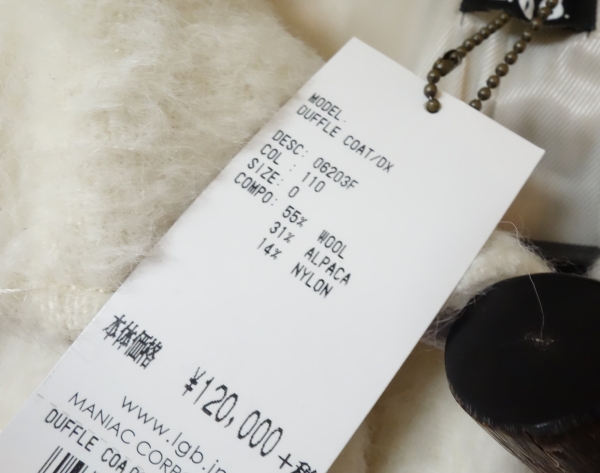 MODEL:
DUFFLE COAT/DX
DESC: 06203F
COL : 110
SIZE: 0
COMPO: 55% WOOL
31% ALPACA
14% NYLON
本体価格
¥120,000+税
www.lgb.j
MANIAC CORP
DUFFLE COA